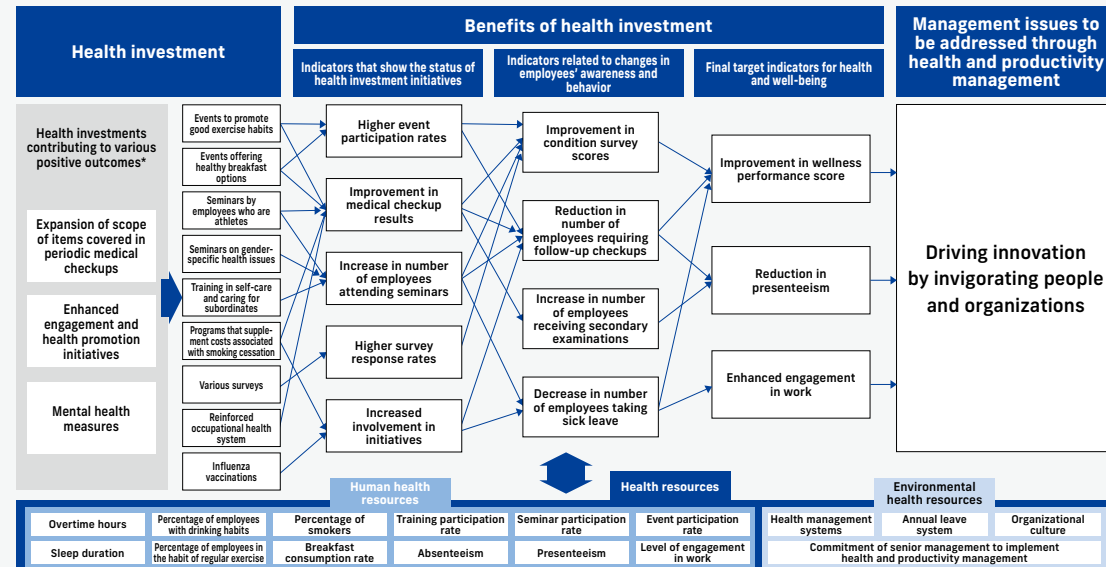 Health investment
Benefits of health investment
Management issues to
be addressed through
health and productivity
management
Indicators that show the status of
health investment initiatives
Indicators related to changes in
employees' awareness and
behavior
Final target indicators for health
and well-being
Health investments
contributing to various
positive outcomes*
Expansion of scope
of items covered in
periodic medical
checkups
Enhanced
engagement and
health promotion
initiatives
Mental health
measures
Events to promote
good exercise habits
Events offering
healthy breakfast
options
Seminars by
employees who are
athletes
Seminars on gender-
specific health issues
Training in self-care
and caring for
subordinates
Programs that supple-
ment costs associated
with smoking cessation
Various surveys
Reinforced
occupational health
system
Influenza
vaccinations
Higher event
participation rates
Improvement in
medical checkup
results
Increase in number
of employees
attending seminars
Higher survey
response rates
Increased
involvement in
initiatives
Improvement in
condition survey
scores
Reduction in
number of
employees requiring
follow-up checkups
Increase in number
of employees
receiving secondary
examinations
Decrease in number
of employees taking
sick leave
Improvement in wellness
performance score
Reduction in
presenteeism
Enhanced engagement
in work
Driving innovation
by invigorating people
and organizations
Human health
resources
Health resources
Environmental
health resources
Overtime hours
Percentage of employees
with drinking habits
Percentage of
smokers
Training participation
rate
Seminar participation
rate
Event participation
rate
Sleep duration
Percentage of employees in
the habit of regular exercise
Breakfast
consumption rate
Absenteeism
Presenteeism
Level of engagement
in work
Health management
systems
Annual leave
system
Organizational
culture
Commitment of senior management to implement
health and productivity management